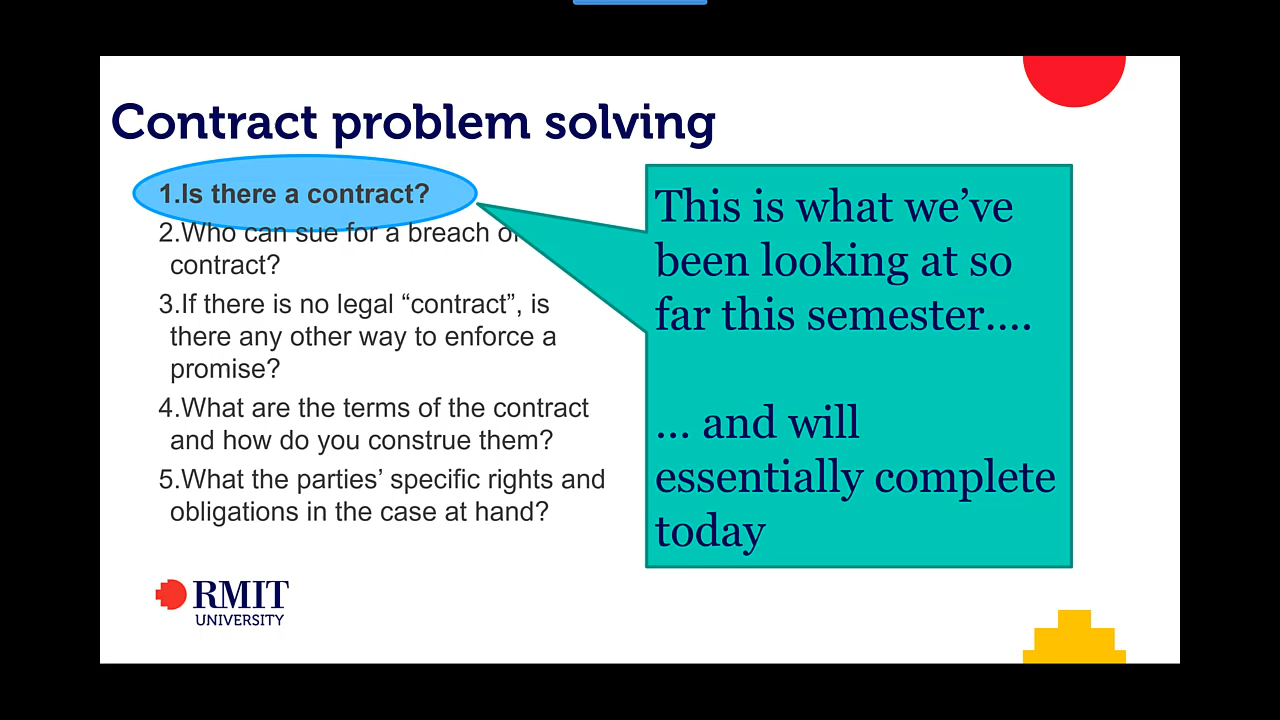 Contract problem solving
1.Is there a contract?
2.Who can sue for a breach of
contract?
3.If there is no legal “contract”, is
there any other way to enforce a
promise?
4.What are the terms of the contract
and how do you construe them?
5.What the parties’ specific rights and
obligations in the case at hand?
This is what we’ve
been looking at so
far this semester....
... and will
essentially complete
today
RMIT
UNIVERSITY